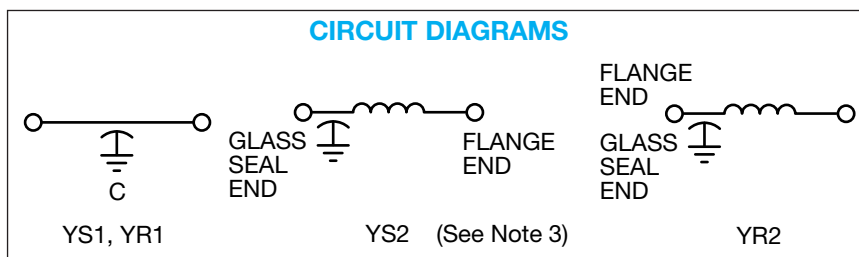 CIRCUIT DIAGRAMS
C
YS1, YR1
GLASS
SEAL
END
FLANGE
END
YS2 (See Note 3)
FLANGE
END
GLASS
SEAL
END
YR2